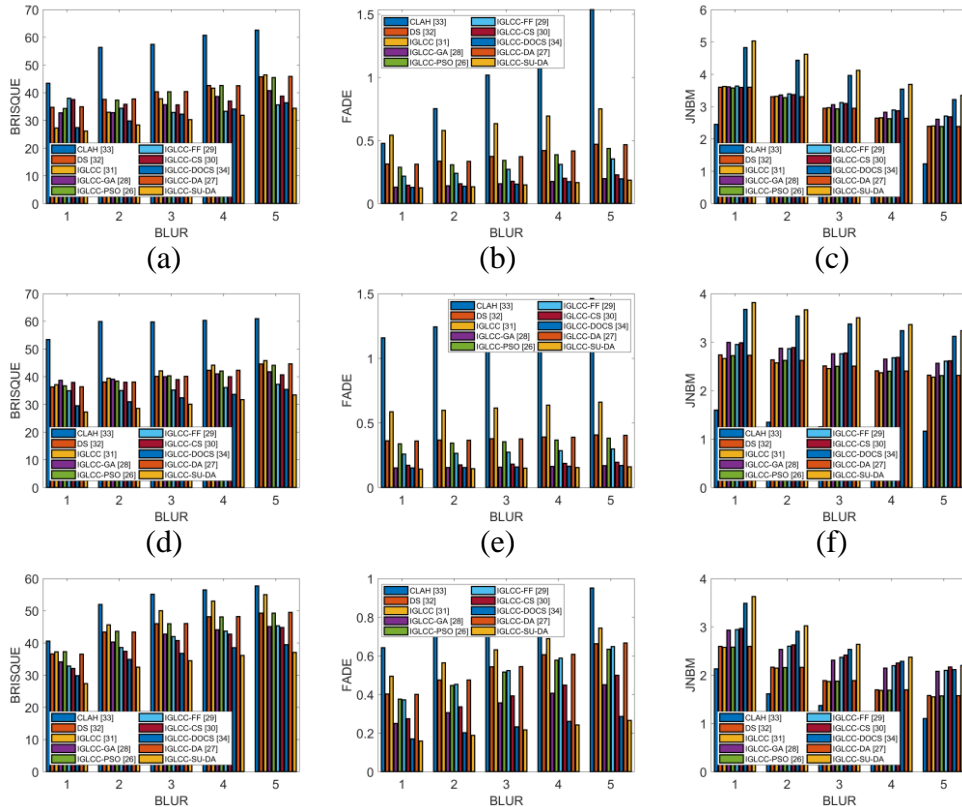 70
60
50
40
30
20
10
0
BRISQUE
CLAH [33]
DS [32]
IGLCC [31]
IGLCC-GA [28]
IGLCC-PSO [26]
IGLCC-FF [29]
IGLCC-CS [30]
IGLCC-DOCS [34]
IGLCC-DA [27]
IGLCC-SU-DA
1 2 3 4 5
BLUR
(a)
1.5
1
0.5
0
FADE
CLAH [33]
DS [32]
IGLCC [31]
IGLCC-GA [28]
IGLCC-PSO [26]
IGLCC-FF [29]
IGLCC-CS [30]
IGLCC-DOCS [34]
IGLCC-DA [27]
IGLCC-SU-DA
1 2 3 4 5
BLUR
(b)
6
5
4
3
2
1
0
JNBM
CLAH [33]
DS [32]
IGLCC [31]
IGLCC-GA [28]
IGLCC-PSO [26]
IGLCC-FF [29]
IGLCC-CS [30]
IGLCC-DOCS [34]
IGLCC-DA [27]
IGLCC-SU-DA
1 2 3 4 5
BLUR
(c)
70
60
50
40
30
20
10
0
BRISQUE
CLAH [33]
DS [32]
IGLCC [31]
IGLCC-GA [28]
IGLCC-PSO [26]
IGLCC-FF [29]
IGLCC-CS [30]
IGLCC-DOCS [34]
IGLCC-DA [27]
IGLCC-SU-DA
1 2 3 4 5
BLUR
(d)
1.5
1
0.5
0
FADE
CLAH [33]
DS [32]
IGLCC [31]
IGLCC-GA [28]
IGLCC-PSO [26]
IGLCC-FF [29]
IGLCC-CS [30]
IGLCC-DOCS [34]
IGLCC-DA [27]
IGLCC-SU-DA
1 2 3 4 5
BLUR
(e)
4
3
2
1
0
JNBM
CLAH [33]
DS [32]
IGLCC [31]
IGLCC-GA [28]
IGLCC-PSO [26]
IGLCC-FF [29]
IGLCC-CS [30]
IGLCC-DOCS [34]
IGLCC-DA [27]
IGLCC-SU-DA
1 2 3 4 5
BLUR
(f)
60
50
40
30
20
10
0
BRISQUE
CLAH [33]
DS [32]
IGLCC [31]
IGLCC-GA [28]
IGLCC-PSO [26]
IGLCC-FF [29]
IGLCC-CS [30]
IGLCC-DOCS [34]
IGLCC-DA [27]
IGLCC-SU-DA
1 2 3 4 5
BLUR
1
0.8
0.6
0.4
0.2
0
FADE
CLAH [33]
DS [32]
IGLCC [31]
IGLCC-GA [28]
IGLCC-PSO [26]
IGLCC-FF [29]
IGLCC-CS [30]
IGLCC-DOCS [34]
IGLCC-DA [27]
IGLCC-SU-DA
1 2 3 4 5
BLUR
4
3
2
1
0
JNBM
CLAH [33]
DS [32]
IGLCC [31]
IGLCC-GA [28]
IGLCC-PSO [26]
IGLCC-FF [29]
IGLCC-CS [30]
IGLCC-DOCS [34]
IGLCC-DA [27]
IGLCC-SU-DA
1 2 3 4 5
BLUR